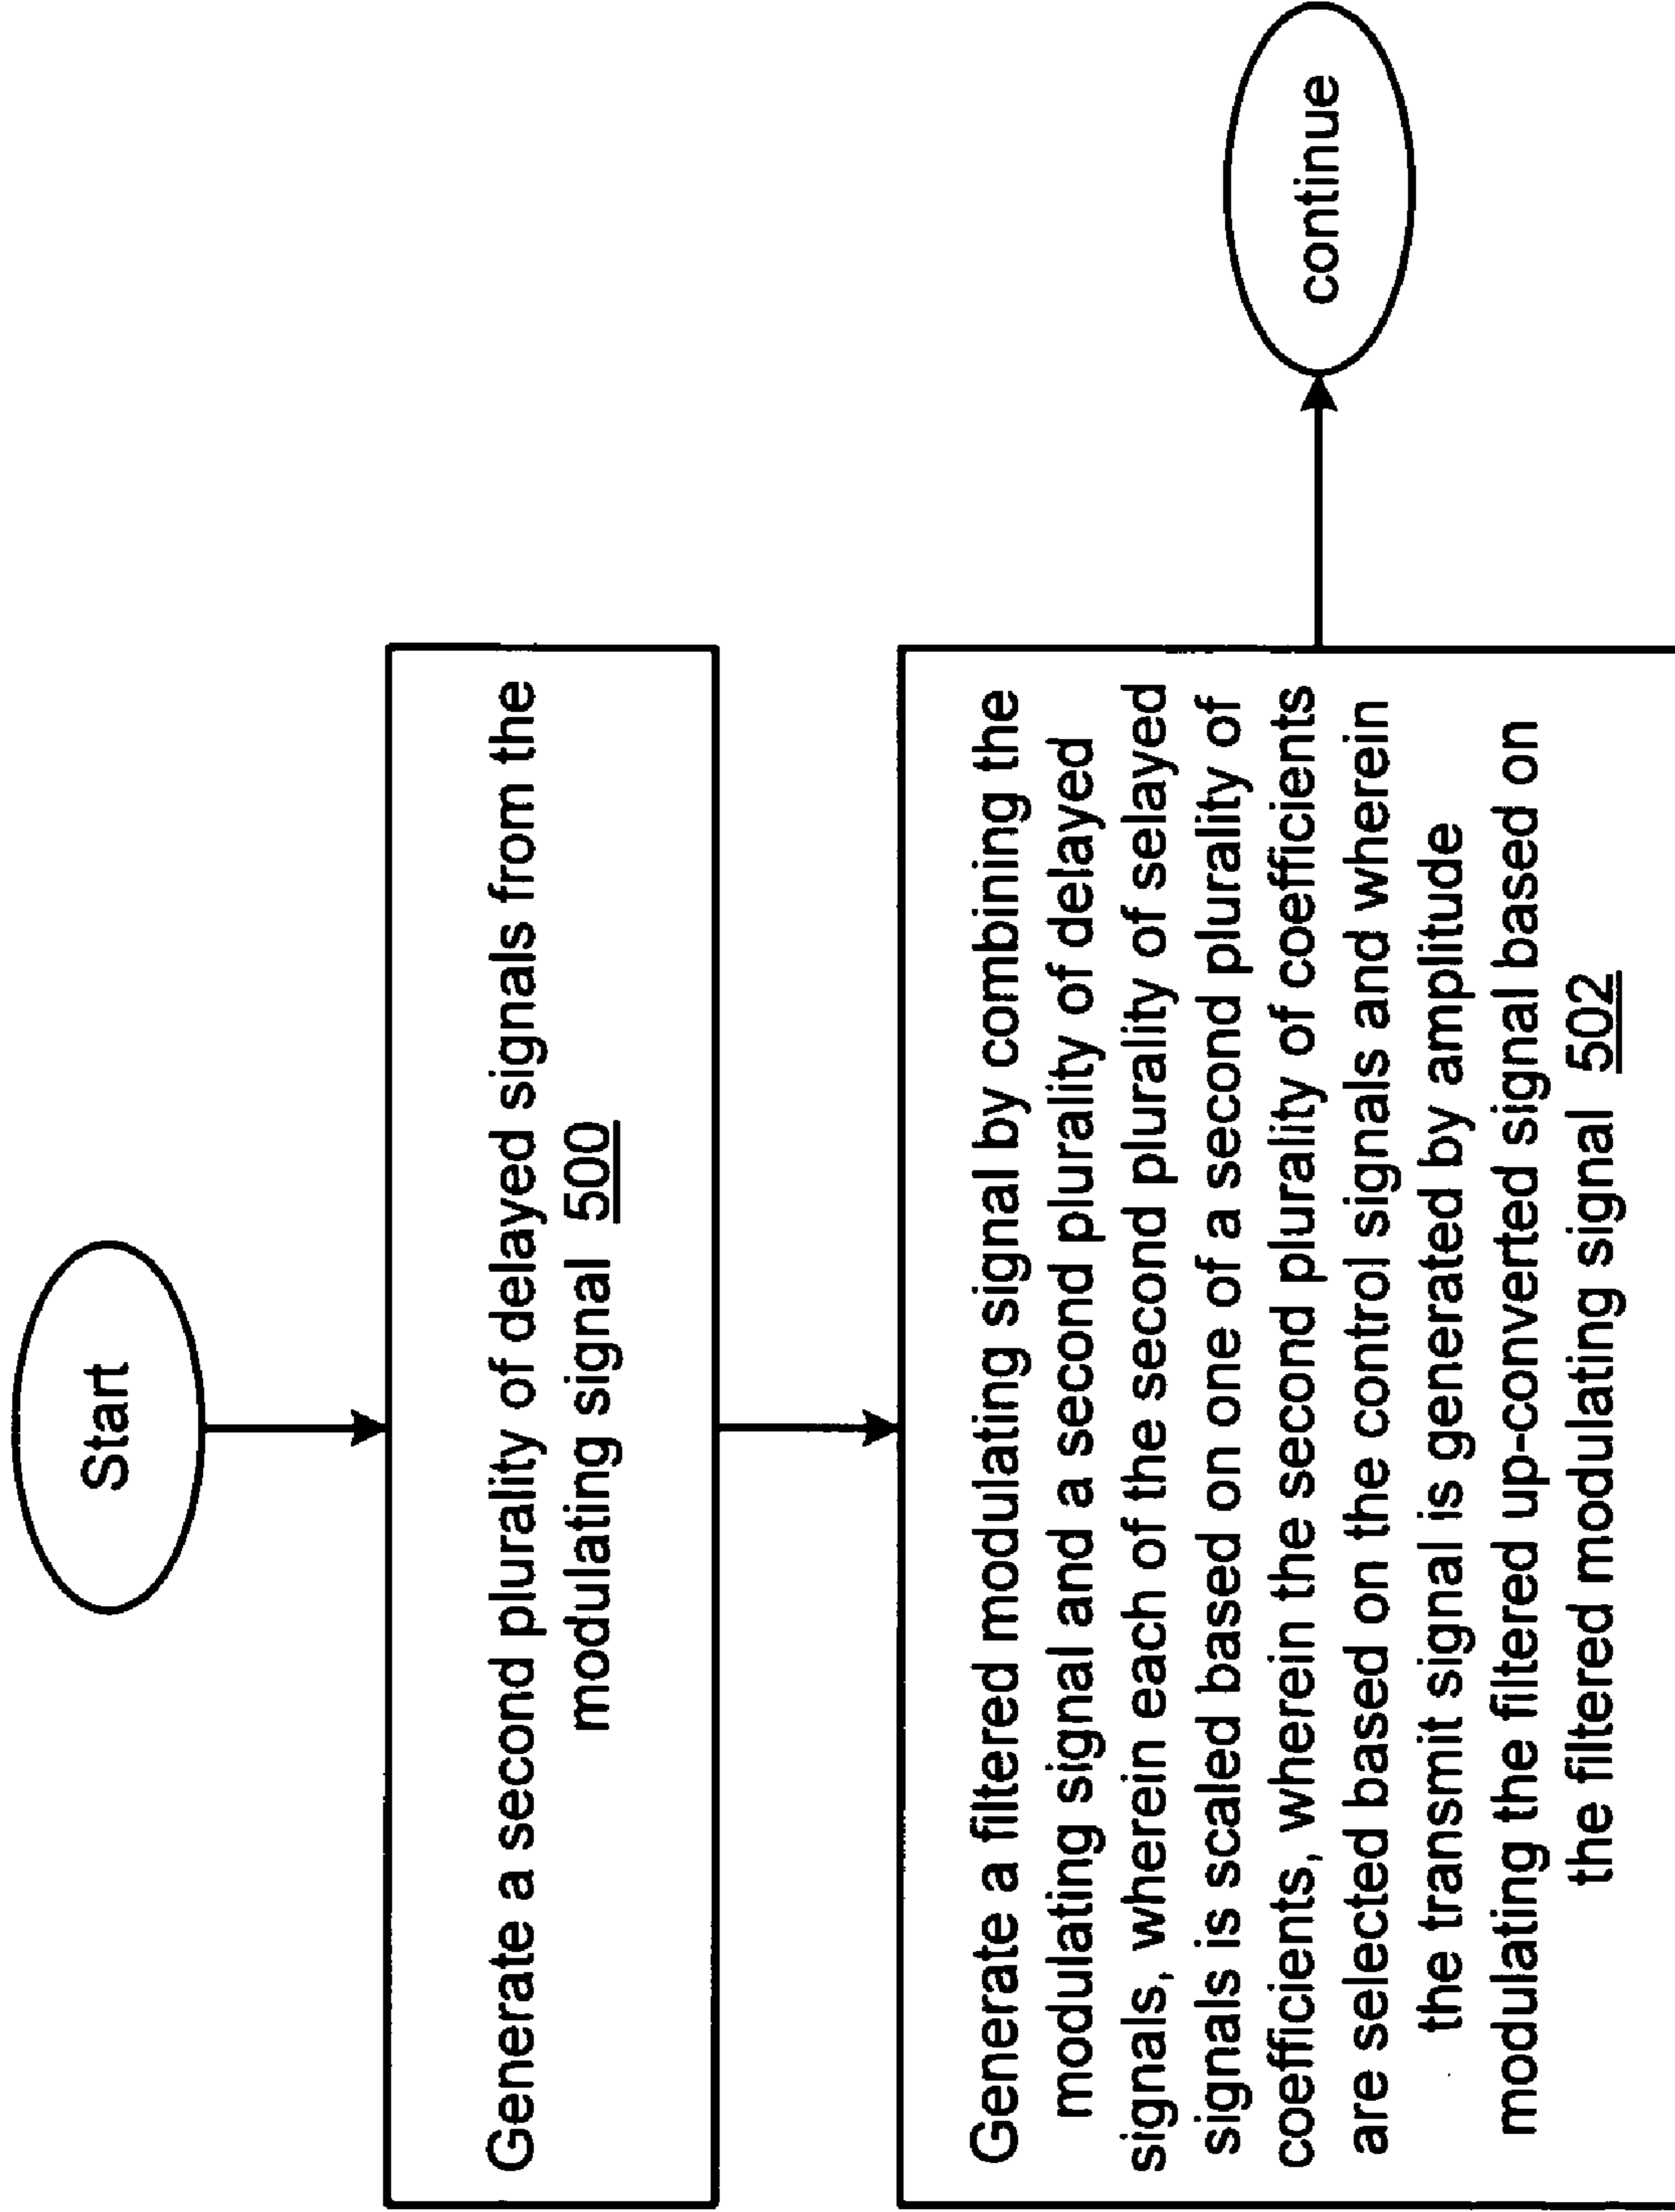 Start
Generate a second plurality of delayed signals from the
modulating signal 500
Generate a filtered modulating signal by combining the
modulating signal and a second plurality of delayed
signals, wherein each of the second plurality of selayed
signals is scaled based on one of a second plurality of
coefficients, wherein the second plurality of coefficients
are selected based on the control signals and wherein
the transmit signal is generated by amplitude
modulating the filtered up-converted signal based on
the filtered modulating signal 502
continue